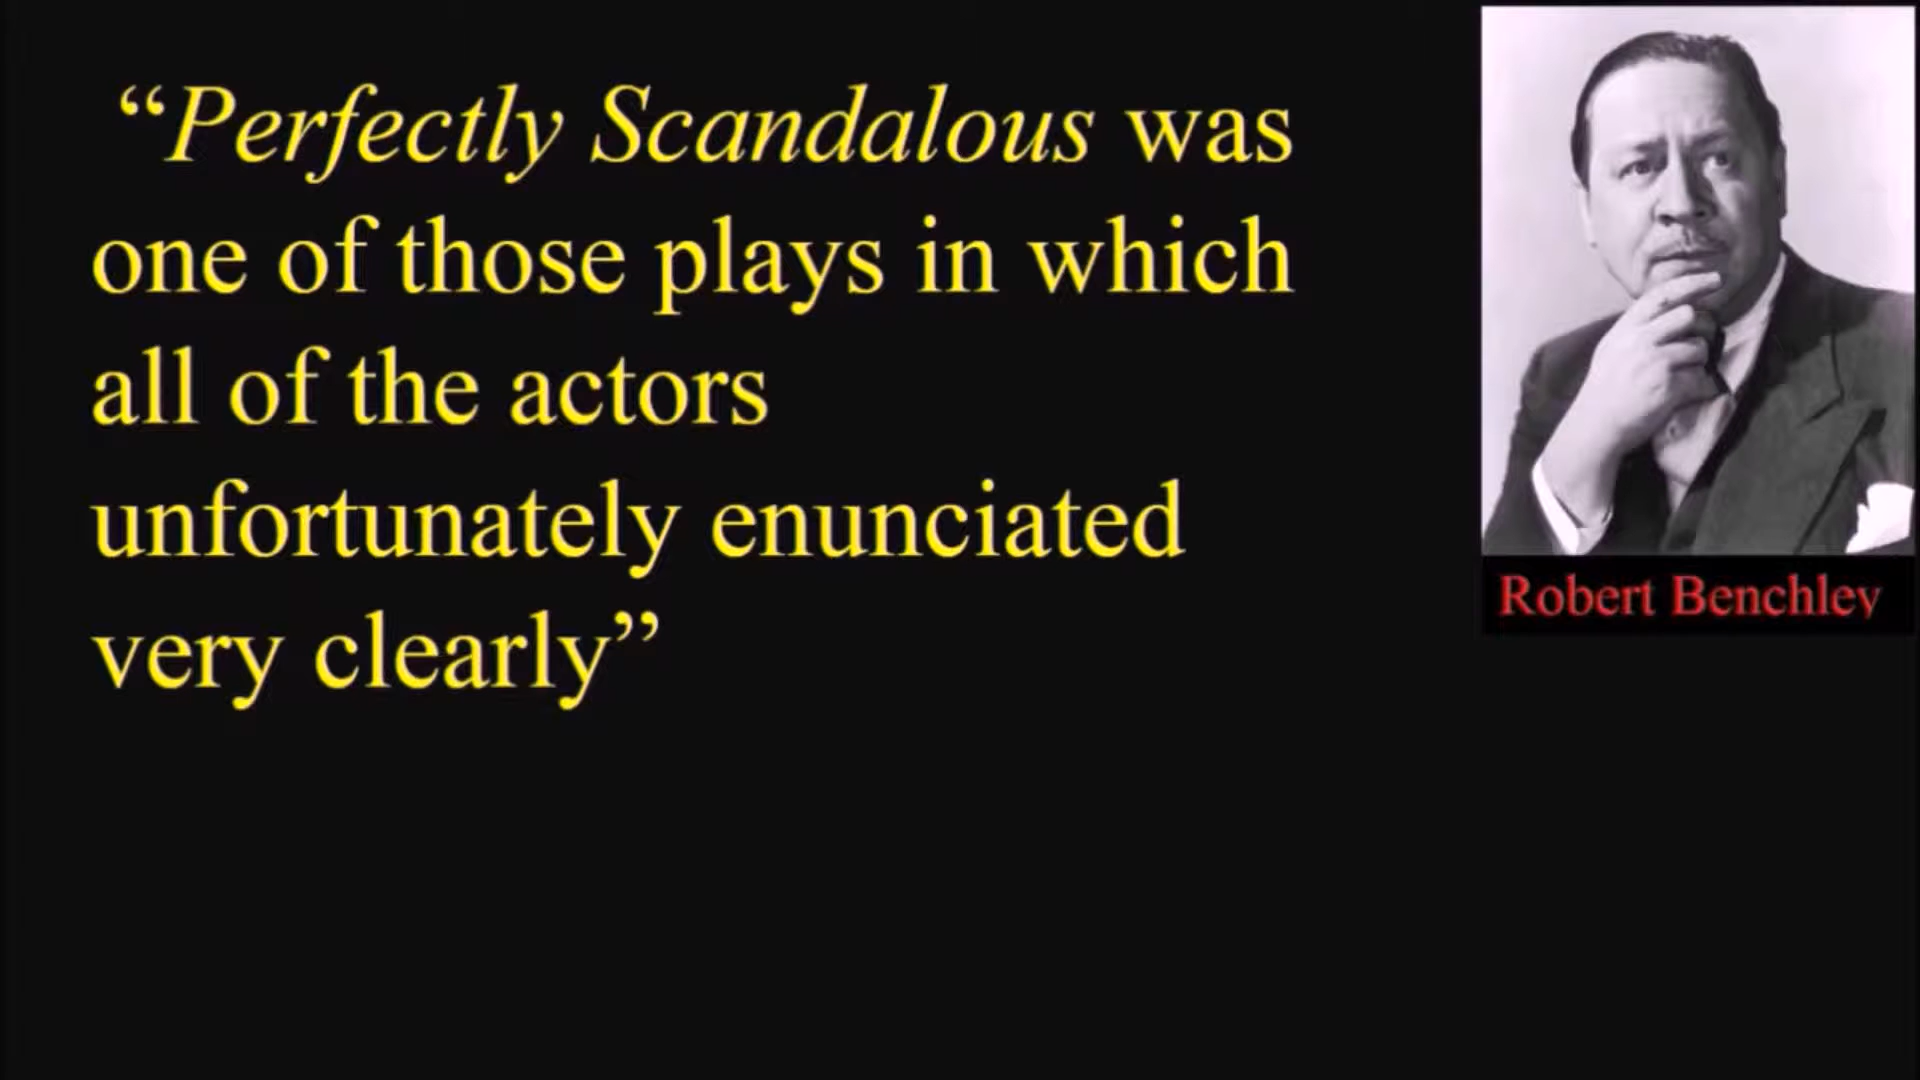 “Perfectly Scandalous was
one of those plays in which
all of the actors
unfortunately enunciated
very clearly”
Robert Benchley